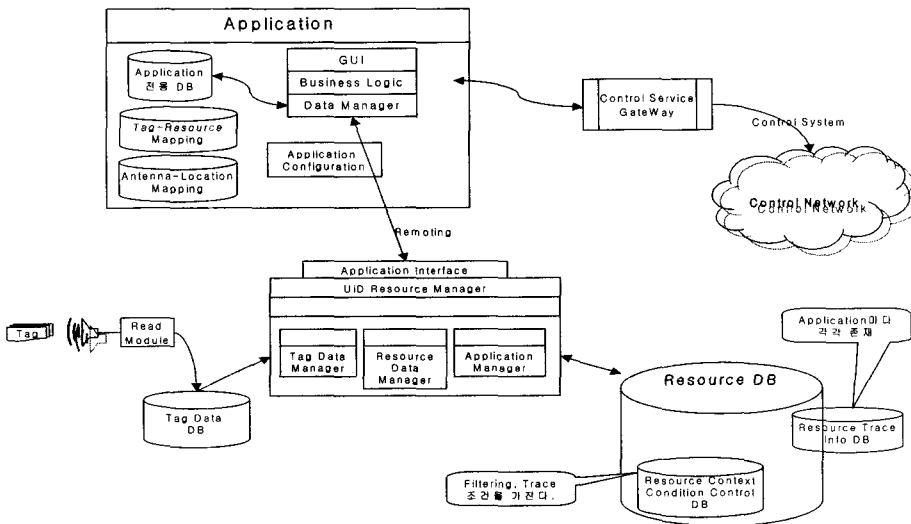 Application
GUI
Business Logic
Data Manager
Application
전용 DB
Tag-Resource
Mapping
Antenna-Location
Mapping
Application
Configuration
Control Service
GateWay
Control System
Control Network
Control Network
Remoting
Application Interface
UiD Resource Manager
Tag Data
Manager
Resource
Data
Manager
Application
Manager
Tag
Read
Module
Tag Data
DB
Resource DB
Application마다
각각 존재
Resource Trace
Info DB
Filtering, Trace
조건을 가진다.
Resource Context
Condition Control
DB